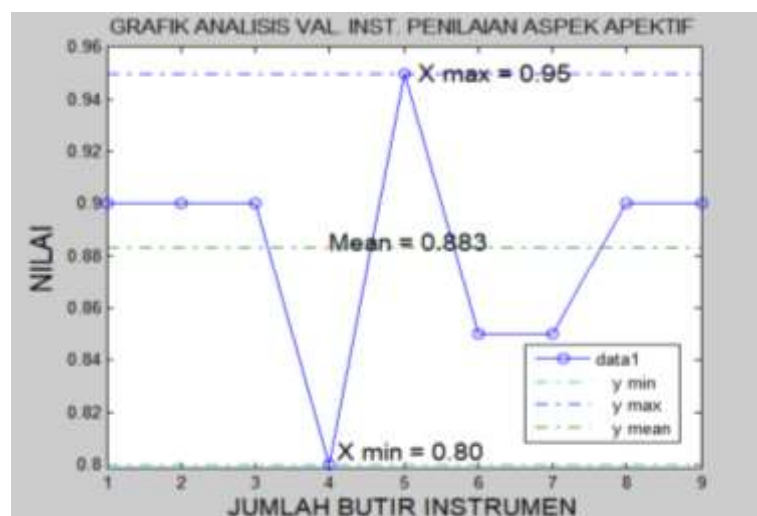 GRAFIK ANALISIS VAL. INST. PENILAIAN ASPEK APEKTIF
0.96
0.94
0.92
0.9
0.88
0.86
0.84
0.82
0.8
NILAI
X max = 0.95
Mean = 0.883
X min = 0.80
data1
y min
y max
y mean
1 2 3 4 5 6 7 8 9
JUMLAH BUTIR INSTRUMEN